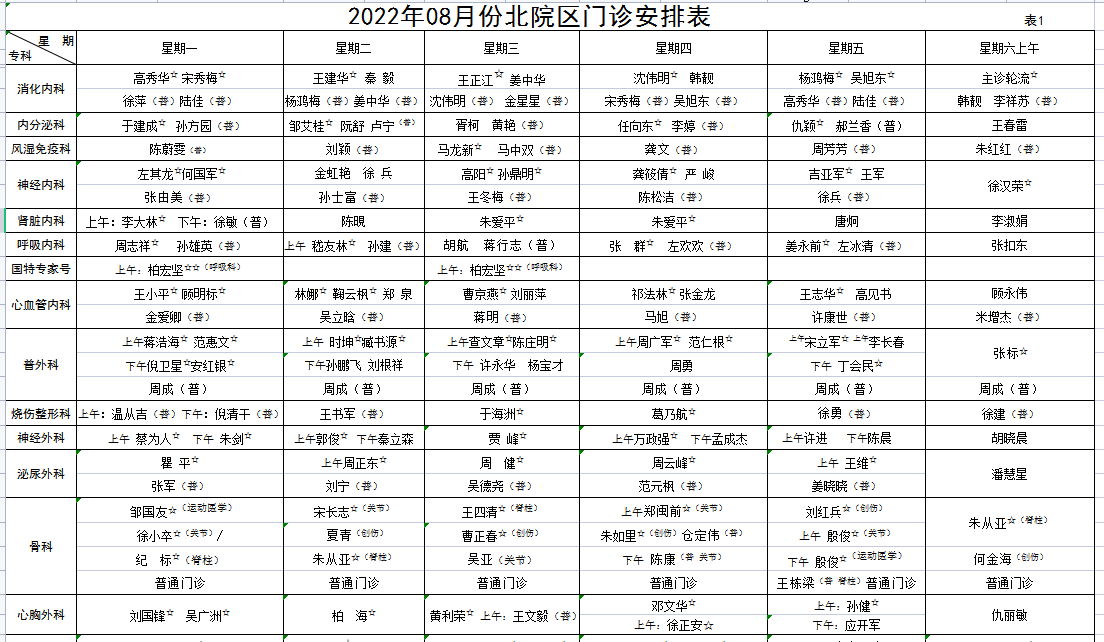 2022年08月份北院区门诊安排表
表1
星 期 专科 星期一 星期二 星期三 星期四 星期五 星期六上午
消化内科 高秀华☆ 宋秀梅☆ 王建华☆ 秦 毅 王正江☆ 姜中华 沈伟明☆ 韩靓 杨鸿梅☆ 吴旭东☆ 主诊轮流☆
徐萍（普）陆佳（普） 杨鸿梅（普）姜中华（普） 沈伟明（普） 金星星（普） 宋秀梅（普）吴旭东（普） 高秀华（普）陆佳（普） 韩靓 李祥苏（普）
内分泌科 于建成☆ 孙方园（普） 邹艾桂☆ 阮舒 卢宁（普） 胥柯 黄艳（普） 任向东☆ 李婷（普） 仇颖☆ 郝兰香（普） 王春雷
风湿免疫科 陈蔚雯（普） 刘颖（普） 马龙新☆ 马中双（普） 龚文（普） 周芳芳（普） 朱红红（普）
神经内科 左其龙☆何国军☆ 金虹艳 徐 兵 高阳☆ 孙鼎明☆ 龚筱倩☆ 严 峻 吉亚军☆ 王军 徐汉荣☆
张由美（普） 孙士富（普） 王冬梅（普） 陈松洁（普） 徐兵（普）
肾脏内科 上午：李大林☆ 下午：徐敏（普） 陈晛 朱爱平☆ 朱爱平☆ 唐炯 李淑娟
呼吸内科 周志祥☆ 孙雄英（普） 上午 嵇友林☆ 孙建（普） 胡航 蒋行志（普） 张 群☆ 左欢欢（普） 姜永前☆ 左冰清（普） 张扣东
国特专家号 上午：柏宏坚☆☆（呼吸科） 上午：柏宏坚☆☆（呼吸科）
心血管内科 王小平☆ 顾明标☆ 林娜☆ 鞠云枫☆ 郑 泉 曹京燕☆ 刘丽萍 祁法林☆ 张金龙 王志华☆ 高见书 顾永伟
金爱卿（普） 吴立晗（普） 蒋明（普） 马旭（普） 许康世（普） 米增杰（普）
普外科 上午蒋洁海☆ 范惠文☆ 上午 时坤☆臧书源☆ 上午查文章☆陈庄明☆ 上午周广军☆ 范仁根☆ 上午宋立军☆ 上午李长春 张标☆
下午倪卫星☆安红银☆ 下午孙鹏飞 刘根祥 下午 许永华 杨宝才 周勇 下午 丁会民☆
周成（普） 周成（普） 周成（普） 周成（普） 周成（普） 周成（普）
烧伤整形科 上午：温从吉（普）下午：倪清干（普） 王书军（普） 于海洲☆ 葛乃航☆ 徐勇（普） 徐建（普）
神经外科 上午 蔡为人☆ 下午 朱剑☆ 上午郭俊☆ 下午秦立森 贾 峰☆ 上午万政强☆ 下午孟成杰 上午许进 下午陈晨 胡晓晨
泌尿外科 瞿 平☆ 上午周正东☆ 周 健☆ 周云峰☆ 上午 王维☆ 潘慧星
张军（普） 刘宁（普） 吴德尧（普） 范元枫（普） 姜晓晓（普）
骨科 邹国友☆（运动医学） 宋长志☆（关节） 王四清☆（脊柱） 上午郑闽前☆（关节） 刘红兵☆（创伤） 朱从亚☆（脊柱）
徐小卒☆（关节）/ 夏青（创伤） 曹正春☆（创伤） 朱如里☆（创伤）仓定伟（普） 上午 殷俊☆（关节）
纪 标☆（脊柱） 朱从亚☆（脊柱） 吴亚（关节） 下午 陈康（普 关节） 下午 殷俊☆（运动医学） 何金海（创伤）
普通门诊 普通门诊 普通门诊 普通门诊 王栋梁（普 脊柱）普通门诊 普通门诊
心胸外科 刘国锋☆ 吴广洲☆ 柏 海☆ 黄利荣☆ 上午：王文毅（普） 邓文华☆ 上午：孙健☆ 仇丽敏
上午：徐正安☆ 下午：应开军